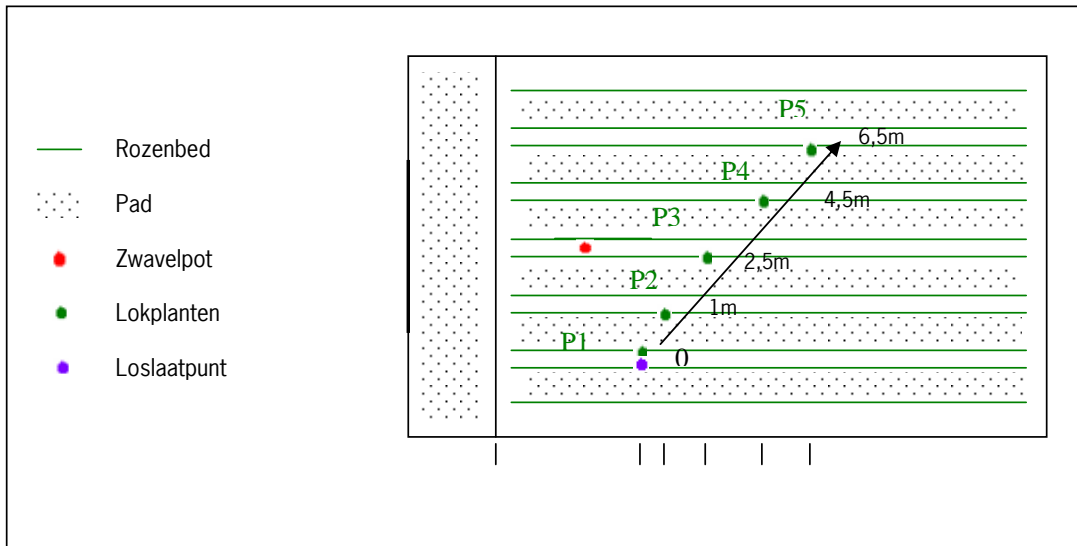 Rozenbed
Pad
Zwavelpot
Lokplanten
Loslaatpunt
P5
6,5m
P4
4,5m
P3
2,5m
P2
1m
P1
0